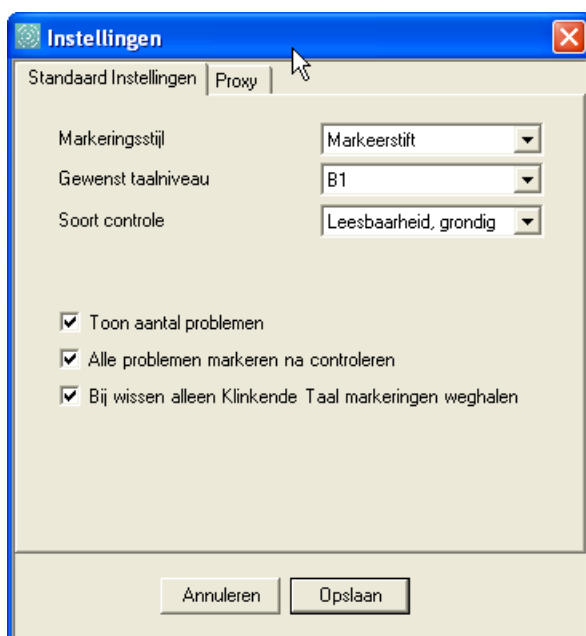 Instellingen
Standaard Instellingen Proxy
Markeringsstijl Markeerstift
Gewenst taalniveau B1
Soort controle Leesbaarheid, grondig
Toon aantal problemen
Alle problemen markeren na controleren
Bij wissen alleen Klinkende Taal markeringen weghalen
Annuleren Opslaan